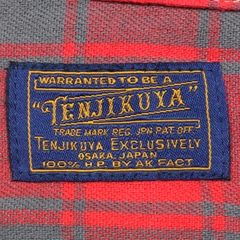 WARRANTED TO BE A
"TENJIKUYA"
TRADE MARK REG. JPN PAT. OFF.
TENJIKUYA EXCLUSIVELY
OSAKA, JAPAN
100% H.P. BY AK.FACT